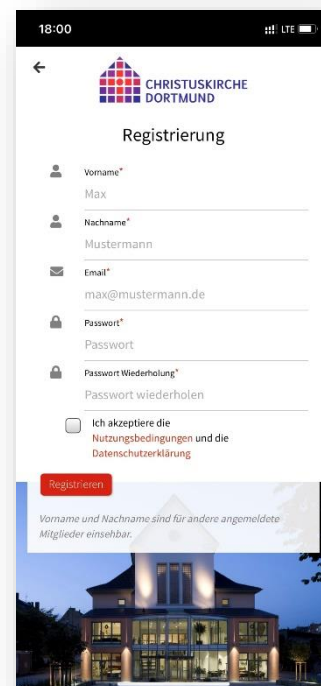 18:00
LTE
CHRISTUSKIRCHE
DORTMUND
Registrierung
Vorname*
Max
Nachname*
Mustermann
Email*
max@mustermann.de
Passwort*
Passwort
Passwort Wiederholung*
Passwort wiederholen
Ich akzeptiere die
Nutzungsbedingungen und die
Datenschutzerklärung
Registrieren
Vorname und Nachname sind für andere angemeldete
Mitglieder einsehbar.